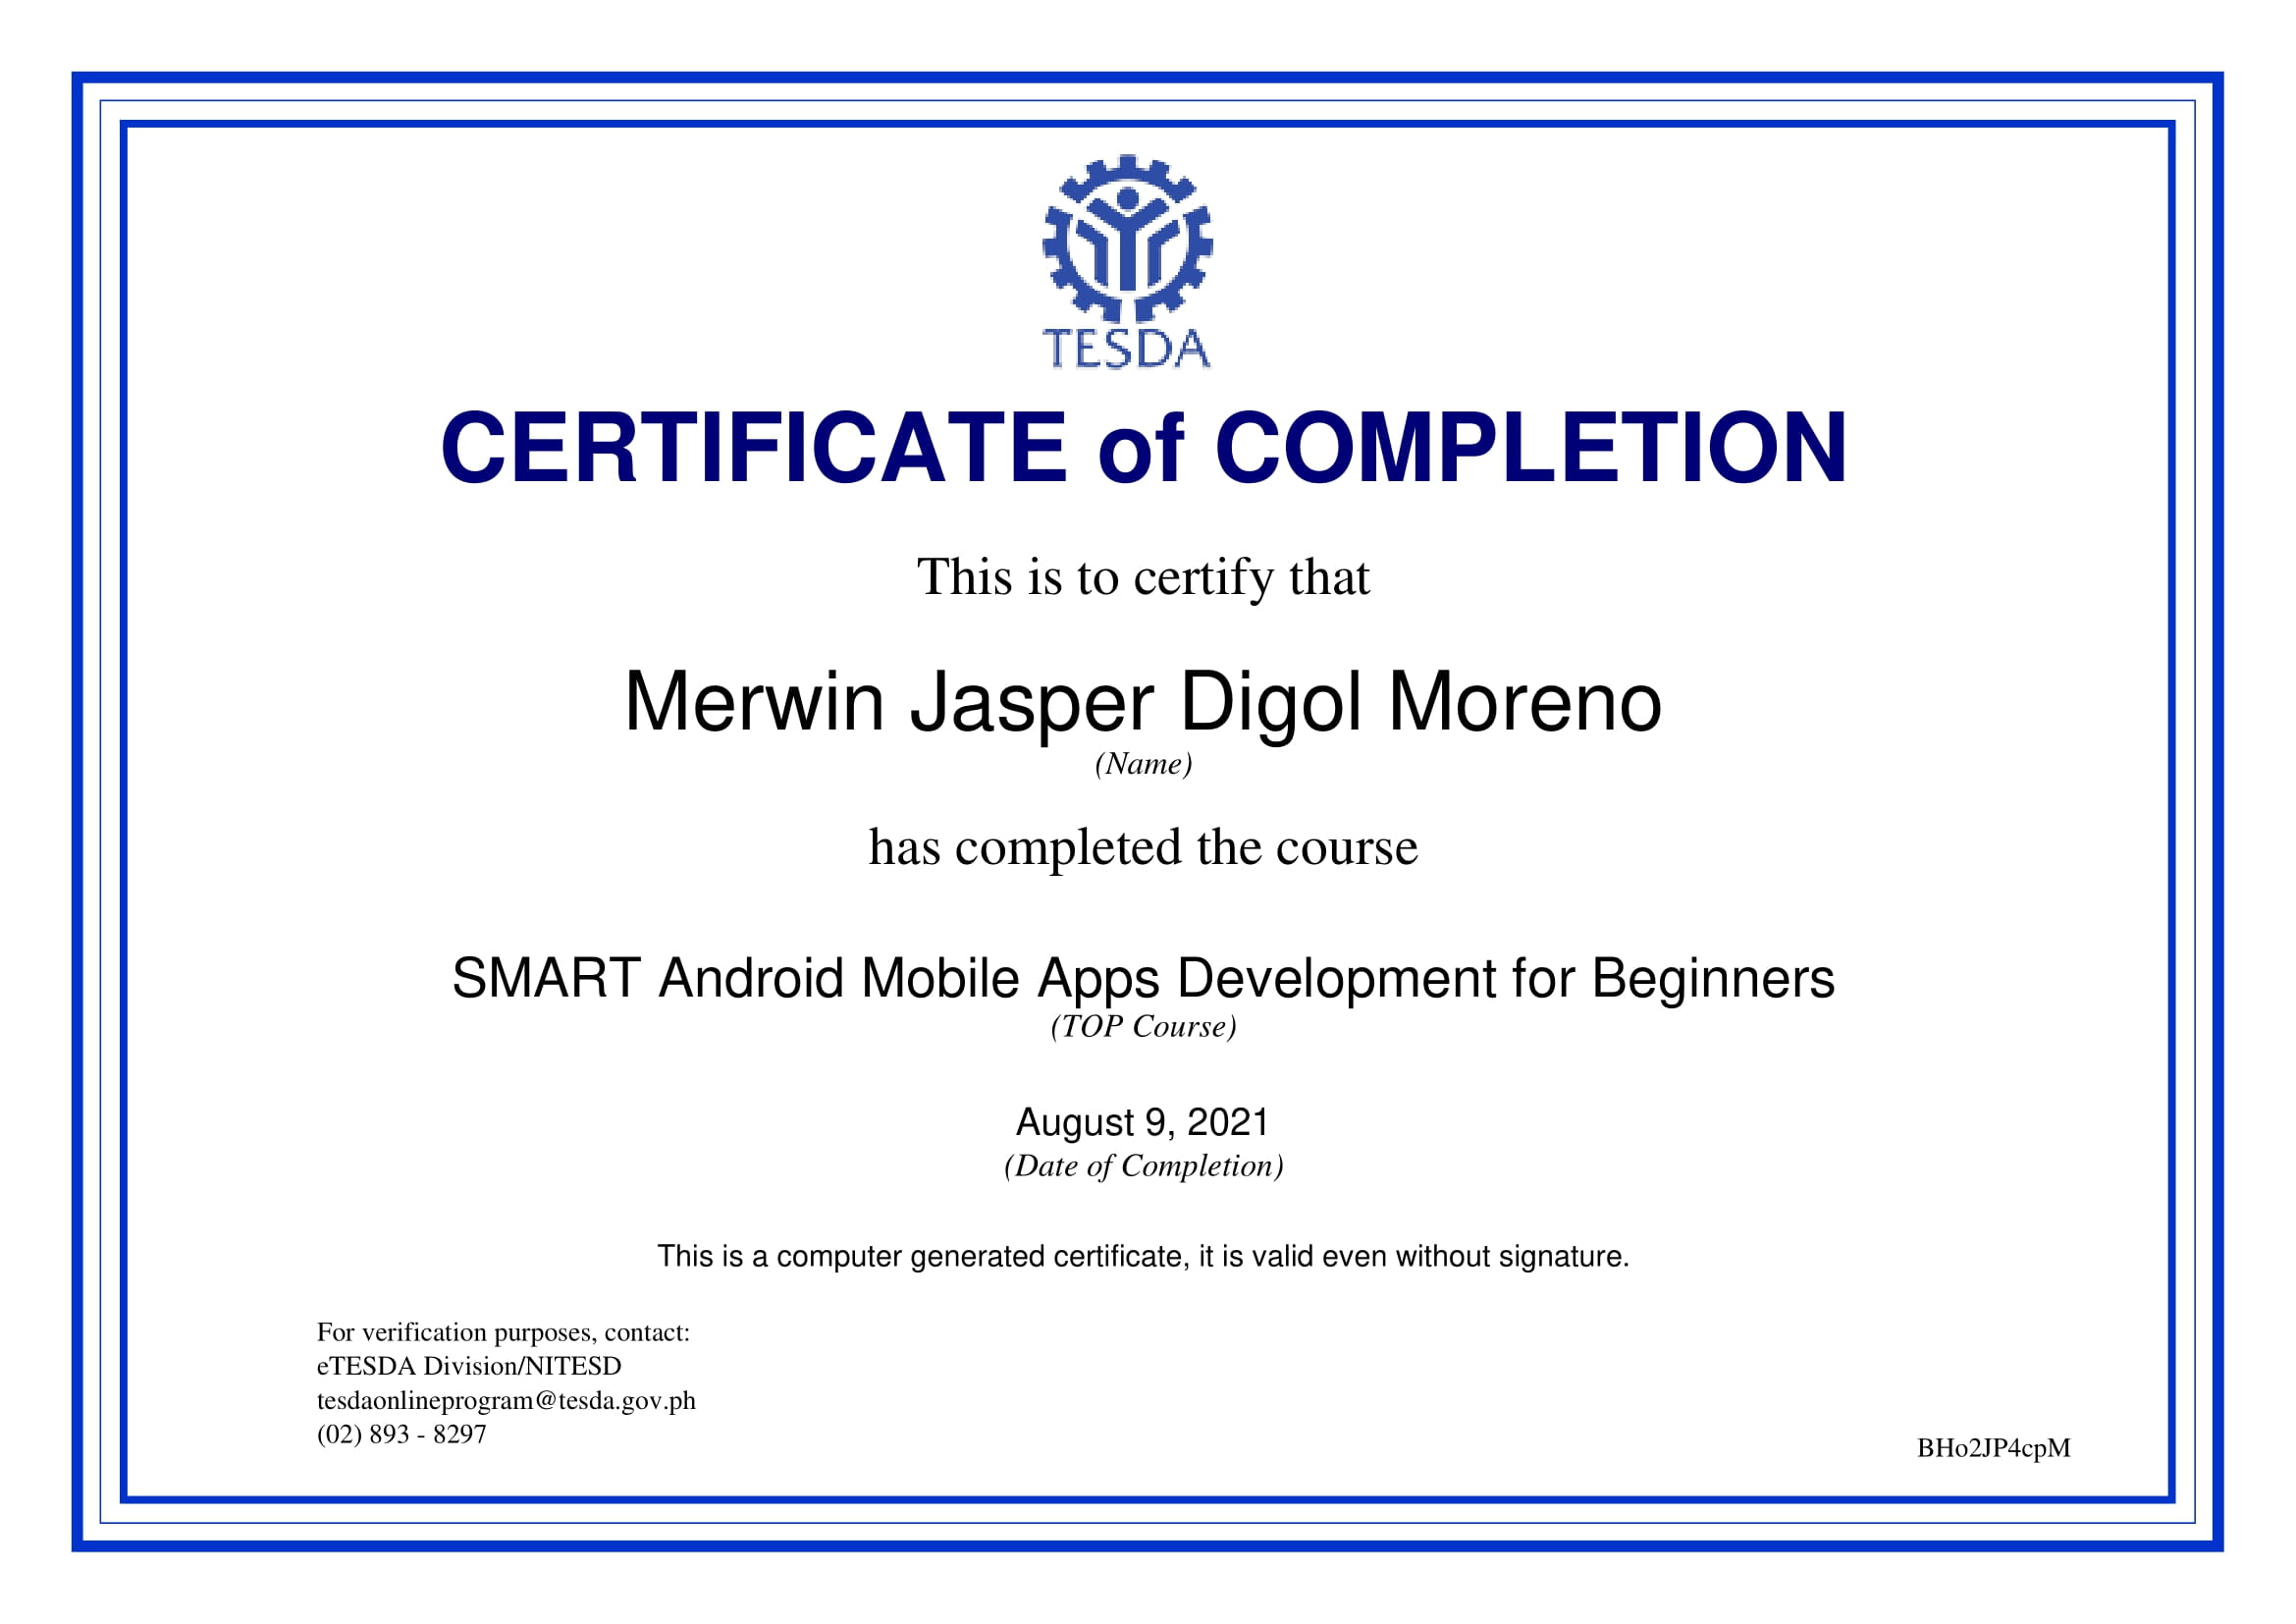 TESDA
CERTIFICATE of COMPLETION
This is to certify that
Merwin Jasper Digol Moreno
(Name)
has completed the course
SMART Android Mobile Apps Development for Beginners
(TOP Course)
August 9, 2021
(Date of Completion)
This is a computer generated certificate, it is valid even without signature.
For verification purposes, contact:
eTESDA Division/NITESD
tesdaonlineprogram@tesda.gov.ph
(02) 893 - 8297
BHo2JP4cpM